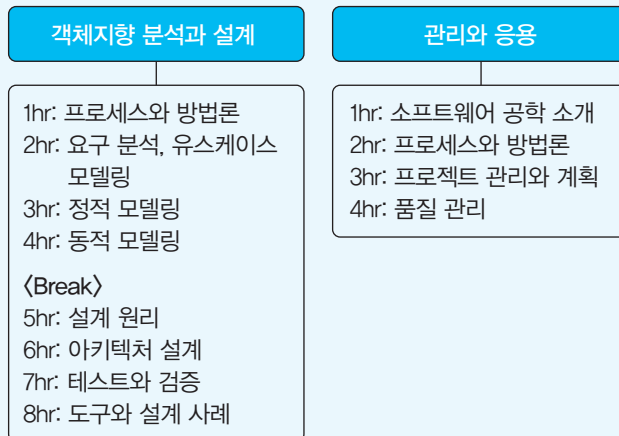 객체지향 분석과 설계
1hr: 프로세스와 방법론
2hr: 요구 분석, 유스케이스
모델링
3hr: 정적 모델링
4hr: 동적 모델링
〈Break〉
5hr: 설계 원리
6hr: 아키텍처 설계
7hr: 테스트와 검증
8hr: 도구와 설계 사례
관리와 응용
1hr: 소프트웨어 공학 소개
2hr: 프로세스와 방법론
3hr: 프로젝트 관리와 계획
4hr: 품질 관리